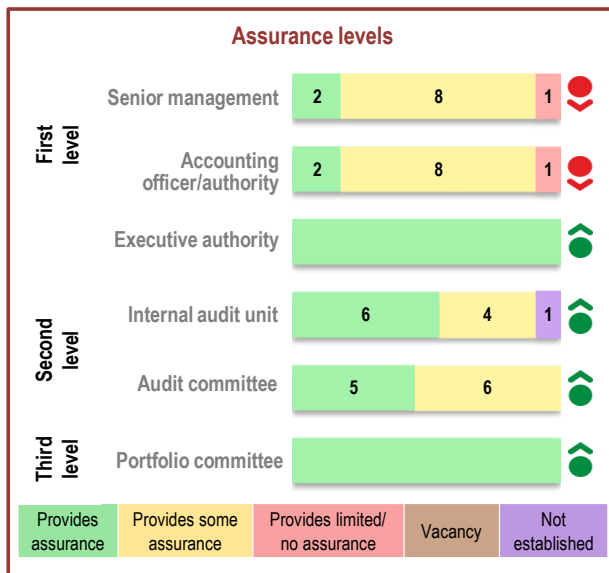 Assurance levels
First level
Senior management
2 8 1
Accounting officer/authority
2 8 1
Executive authority
Second level
Internal audit unit
6 4 1
Audit committee
5 6
Third level
Portfolio committee
Provides assurance
Provides some assurance
Provides limited/ no assurance
Vacancy
Not established